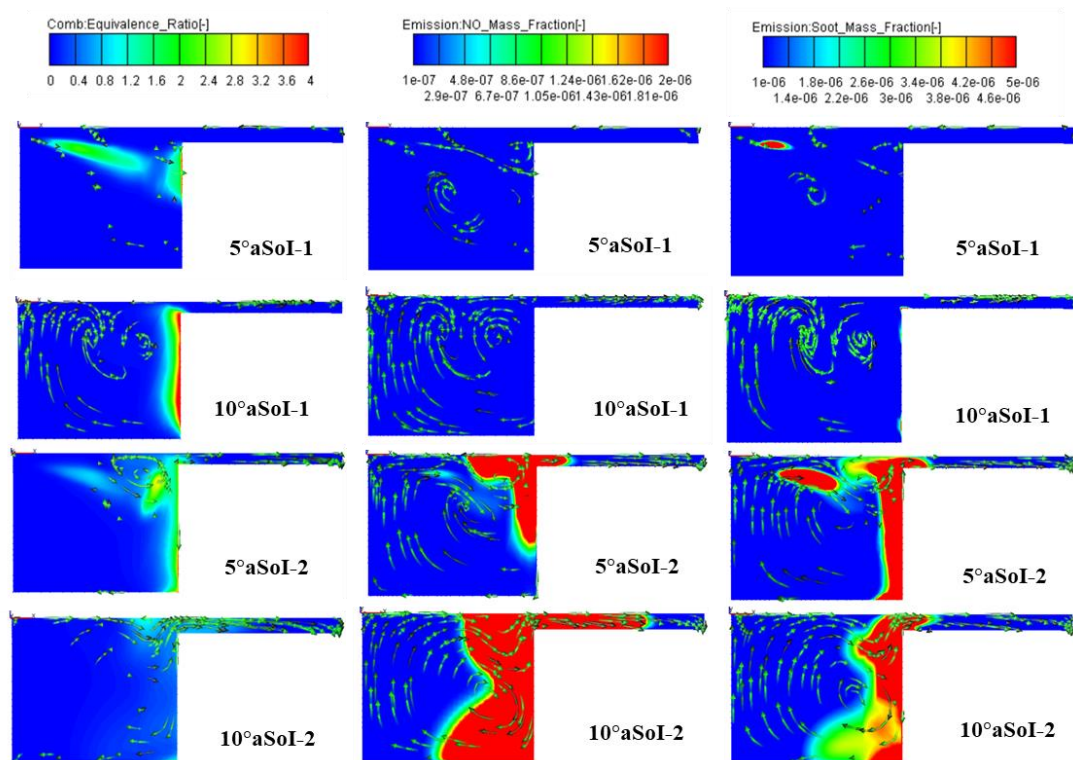 Comb:Equivalence_Ratio[-]
0 0.4 0.8 1.2 1.6 2 2.4 2.8 3.2 3.6 4
Emission:NO_Mass_Fraction[-]
1e-07 4.8e-07 8.6e-07 1.24e-06 1.62e-06 2e-06
2.9e-07 6.7e-07 1.05e-06 1.43e-06 1.81e-06
Emission:Soot_Mass_Fraction[-]
1e-06 1.8e-06 2.6e-06 3.4e-06 4.2e-06 5e-06
1.4e-06 2.2e-06 3e-06 3.8e-06 4.6e-06
5°aSoI-1
5°aSoI-1
5°aSoI-1
10°aSoI-1
10°aSoI-1
10°aSoI-1
5°aSoI-2
5°aSoI-2
5°aSoI-2
10°aSoI-2
10°aSoI-2
10°aSoI-2